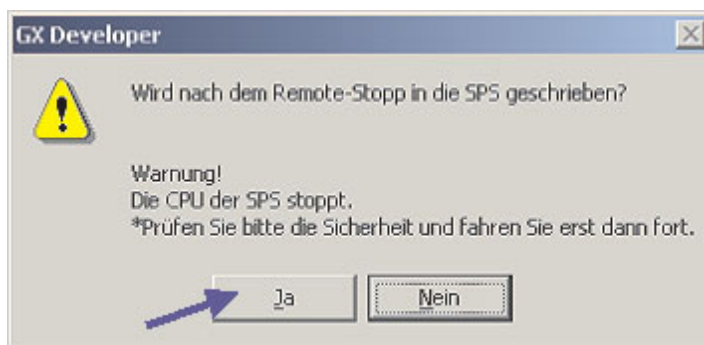 GX Developer
Wird nach dem Remote-Stopp in die SPS geschrieben?
Warnung!
Die CPU der SPS stoppt.
*Prüfen Sie bitte die Sicherheit und fahren Sie erst dann fort.
Ja Nein